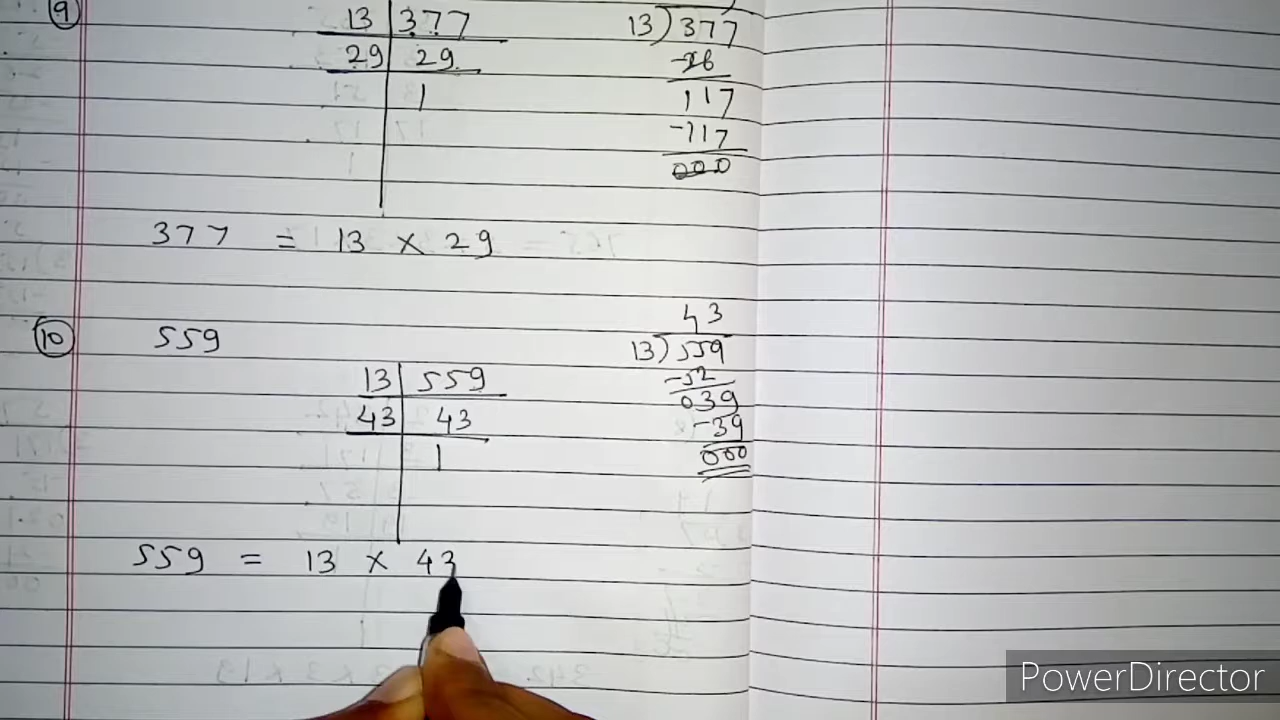 9
13 | 377
29 | 29
1
13 ) 377
-26
117
-117
000
377 = 13 × 29
10 559
13 | 559
43 | 43
1
43
13 ) 559
-52
039
-39
000
559 = 13 × 43
PowerDirector